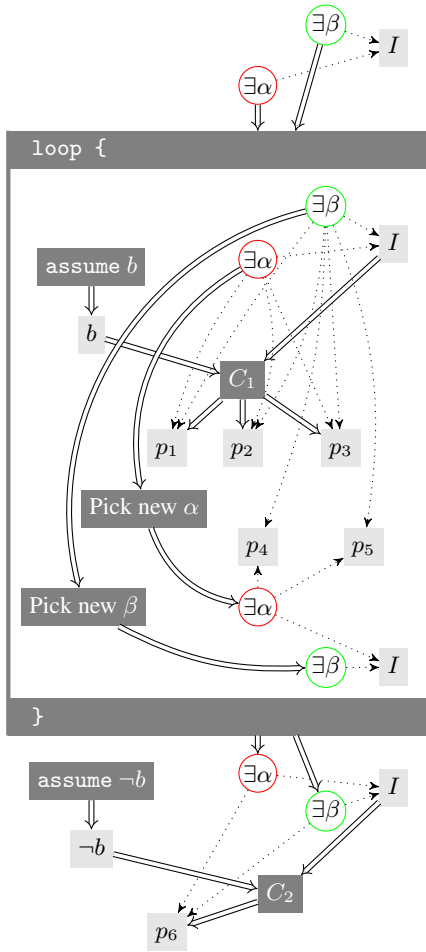 ∃β
I
∃α
loop {
∃β
I
∃α
assume b
b
C₁
p₁ p₂ p₃
Pick new α
p₄ p₅
Pick new β
∃α
∃β
I
}
∃α
I
assume ¬b
∃β
¬b
C₂
p₆